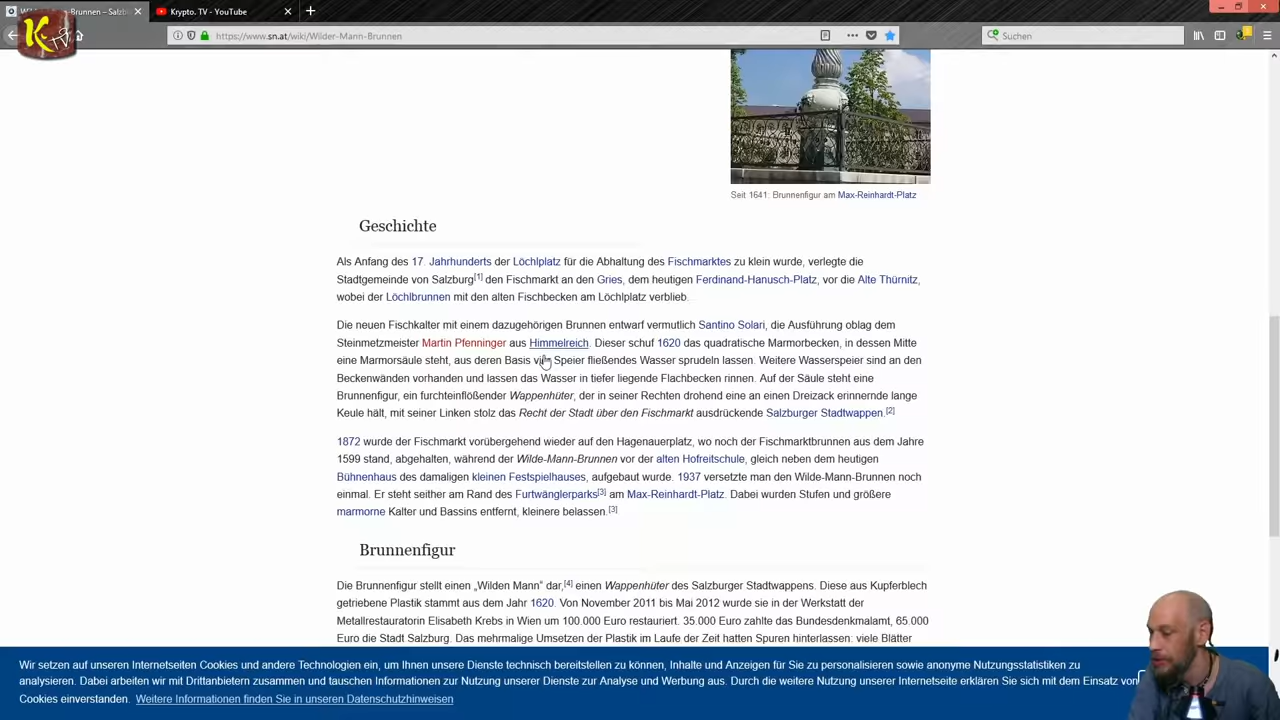 Krypto. TV - YouTube
https://www.sn.at/wiki/Wilder-Mann-Brunnen
Suchen
Seit 1641: Brunnenfigur am Max-Reinhardt-Platz
Geschichte
Als Anfang des 17. Jahrhunderts der Löchlplatz für die Abhaltung des Fischmarktes zu klein wurde, verlegte die
Stadtgemeinde von Salzburg[1] den Fischmarkt an den Gries, dem heutigen Ferdinand-Hanusch-Platz, vor die Alte Thürnitz,
wobei der Löchlbrunnen mit den alten Fischbecken am Löchlplatz verblieb.
Die neuen Fischkalter mit einem dazugehörigen Brunnen entwarf vermutlich Santino Solari, die Ausführung oblag dem
Steinmetzmeister Martin Pfenninger aus Himmelreich. Dieser schuf 1620 das quadratische Marmorbecken, in dessen Mitte
eine Marmorsäule steht, aus deren Basis vier Speier fließendes Wasser sprudeln lassen. Weitere Wasserspeier sind an den
Beckenwänden vorhanden und lassen das Wasser in tiefer liegende Flachbecken rinnen. Auf der Säule steht eine
Brunnenfigur, ein furchteinflößender Wappenhüter, der in seiner Rechten drohend eine an einen Dreizack erinnernde lange
Keule hält, mit seiner Linken stolz das Recht der Stadt über den Fischmarkt ausdrückende Salzburger Stadtwappen.[2]
1872 wurde der Fischmarkt vorübergehend wieder auf den Hagenauerplatz, wo noch der Fischmarktbrunnen aus dem Jahre
1599 stand, abgehalten, während der Wilde-Mann-Brunnen vor der alten Hofreitschule, gleich neben dem heutigen
Bühnenhaus des damaligen kleinen Festspielhauses, aufgebaut wurde. 1937 versetzte man den Wilde-Mann-Brunnen noch
einmal. Er steht seither am Rand des Furtwänglerparks[3] am Max-Reinhardt-Platz. Dabei wurden Stufen und größere
marmorne Kalter und Bassins entfernt, kleinere belassen.[3]
Brunnenfigur
Die Brunnenfigur stellt einen „Wilden Mann“ dar,[4] einen Wappenhüter des Salzburger Stadtwappens. Diese aus Kupferblech
getriebene Plastik stammt aus dem Jahr 1620. Von November 2011 bis Mai 2012 wurde sie in der Werkstatt der
Metallrestauratorin Elisabeth Krebs in Wien um 100.000 Euro restauriert. 35.000 Euro zahlte das Bundesdenkmalamt, 65.000
Euro die Stadt Salzburg. Das mehrmalige Umsetzen der Plastik im Laufe der Zeit hatten Spuren hinterlassen: viele Blätter
Wir setzen auf unseren Internetseiten Cookies und andere Technologien ein, um Ihnen unsere Dienste technisch bereitstellen zu können, Inhalte und Anzeigen für Sie zu personalisieren sowie anonyme Nutzungsstatistiken zu
analysieren. Dabei arbeiten wir mit Drittanbietern zusammen und tauschen Informationen zur Nutzung unserer Dienste zur Analyse und Werbung aus. Durch die weitere Nutzung unserer Internetseite erklären Sie sich mit dem Einsatz von
Cookies einverstanden. Weitere Informationen finden Sie in unseren Datenschutzhinweisen